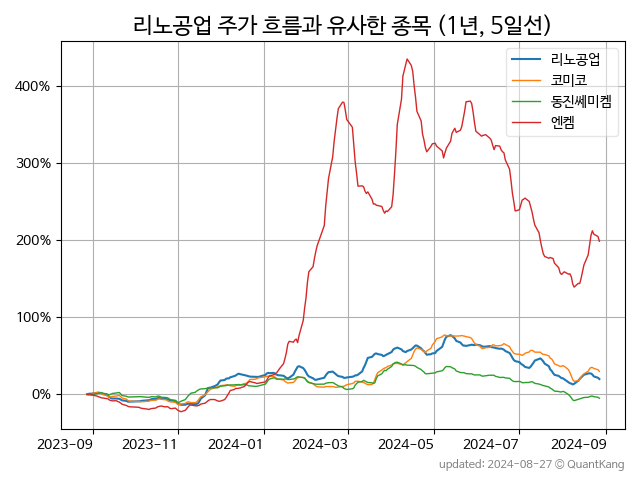 리노공업 주가 흐름과 유사한 종목 (1년, 5일선)
리노공업
코미코
동진쎄미켐
엔켐
400%
300%
200%
100%
0%
2023-09 2023-11 2024-01 2024-03 2024-05 2024-07 2024-09
updated: 2024-08-27 © QuantKang